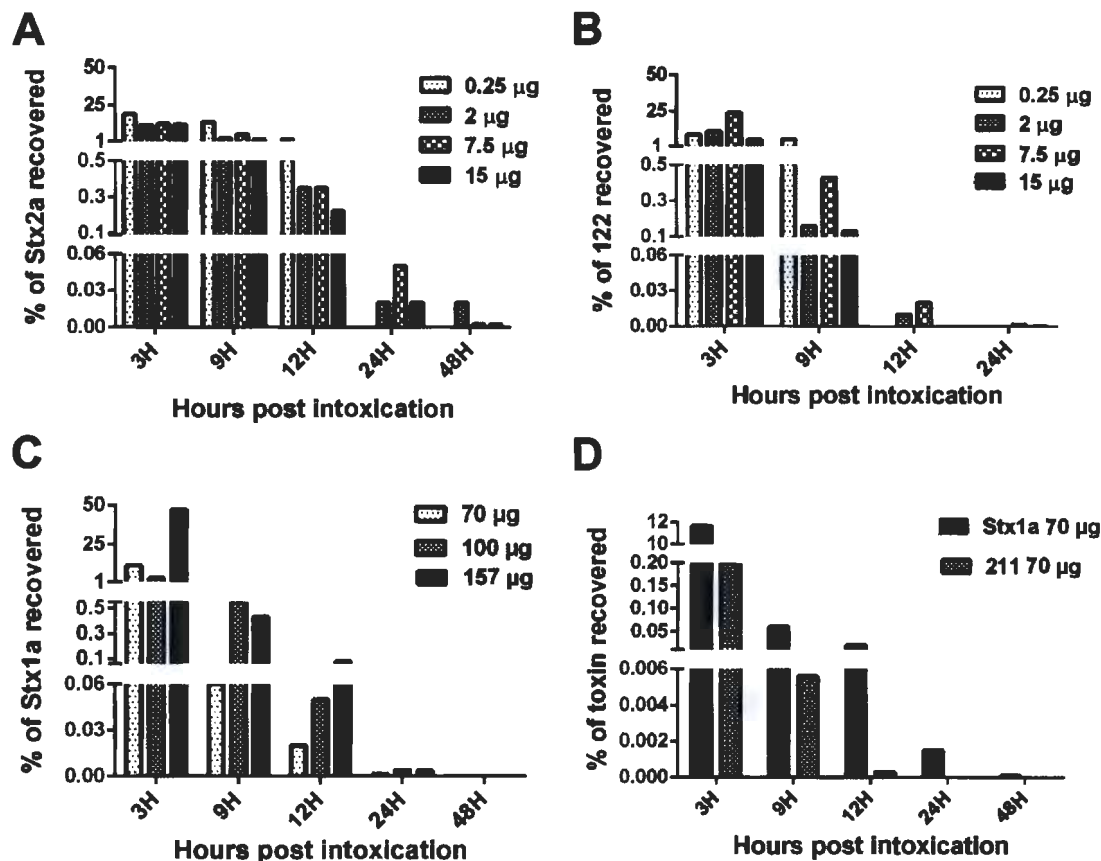 A
% of Stx2a recovered
50
25
1
0.5
0.3
0.1
0.06
0.03
0.00
0.25 µg
2 µg
7.5 µg
15 µg
3H
9H
12H
24H
48H
Hours post intoxication
B
% of 122 recovered
50
25
1
0.5
0.3
0.1
0.06
0.03
0.00
0.25 µg
2 µg
7.5 µg
15 µg
3H
9H
12H
24H
Hours post intoxication
C
% of Stx1a recovered
50
25
1
0.5
0.3
0.1
0.06
0.03
0.00
70 µg
100 µg
157 µg
3H
9H
12H
24H
48H
Hours post intoxication
D
% of toxin recovered
12
10
0.20
0.15
0.10
0.05
0.006
0.004
0.002
0.000
Stx1a 70 µg
211 70 µg
3H
9H
12H
24H
48H
Hours post intoxication